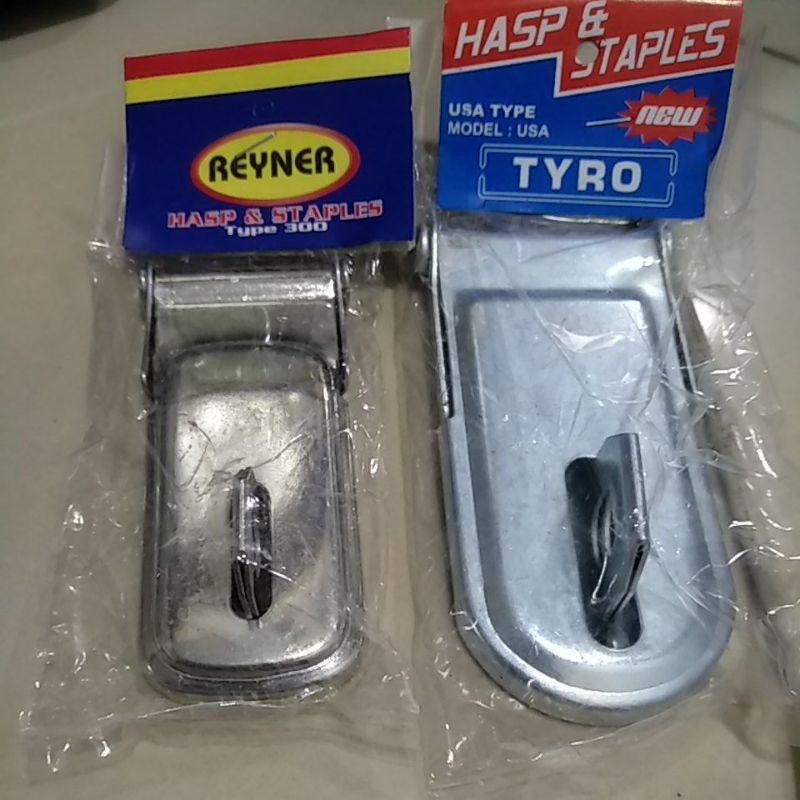 REYNER
HASP & STAPLES
Type 300
HASP &
STAPLES
USA TYPE
MODEL : USA
new
TYRO